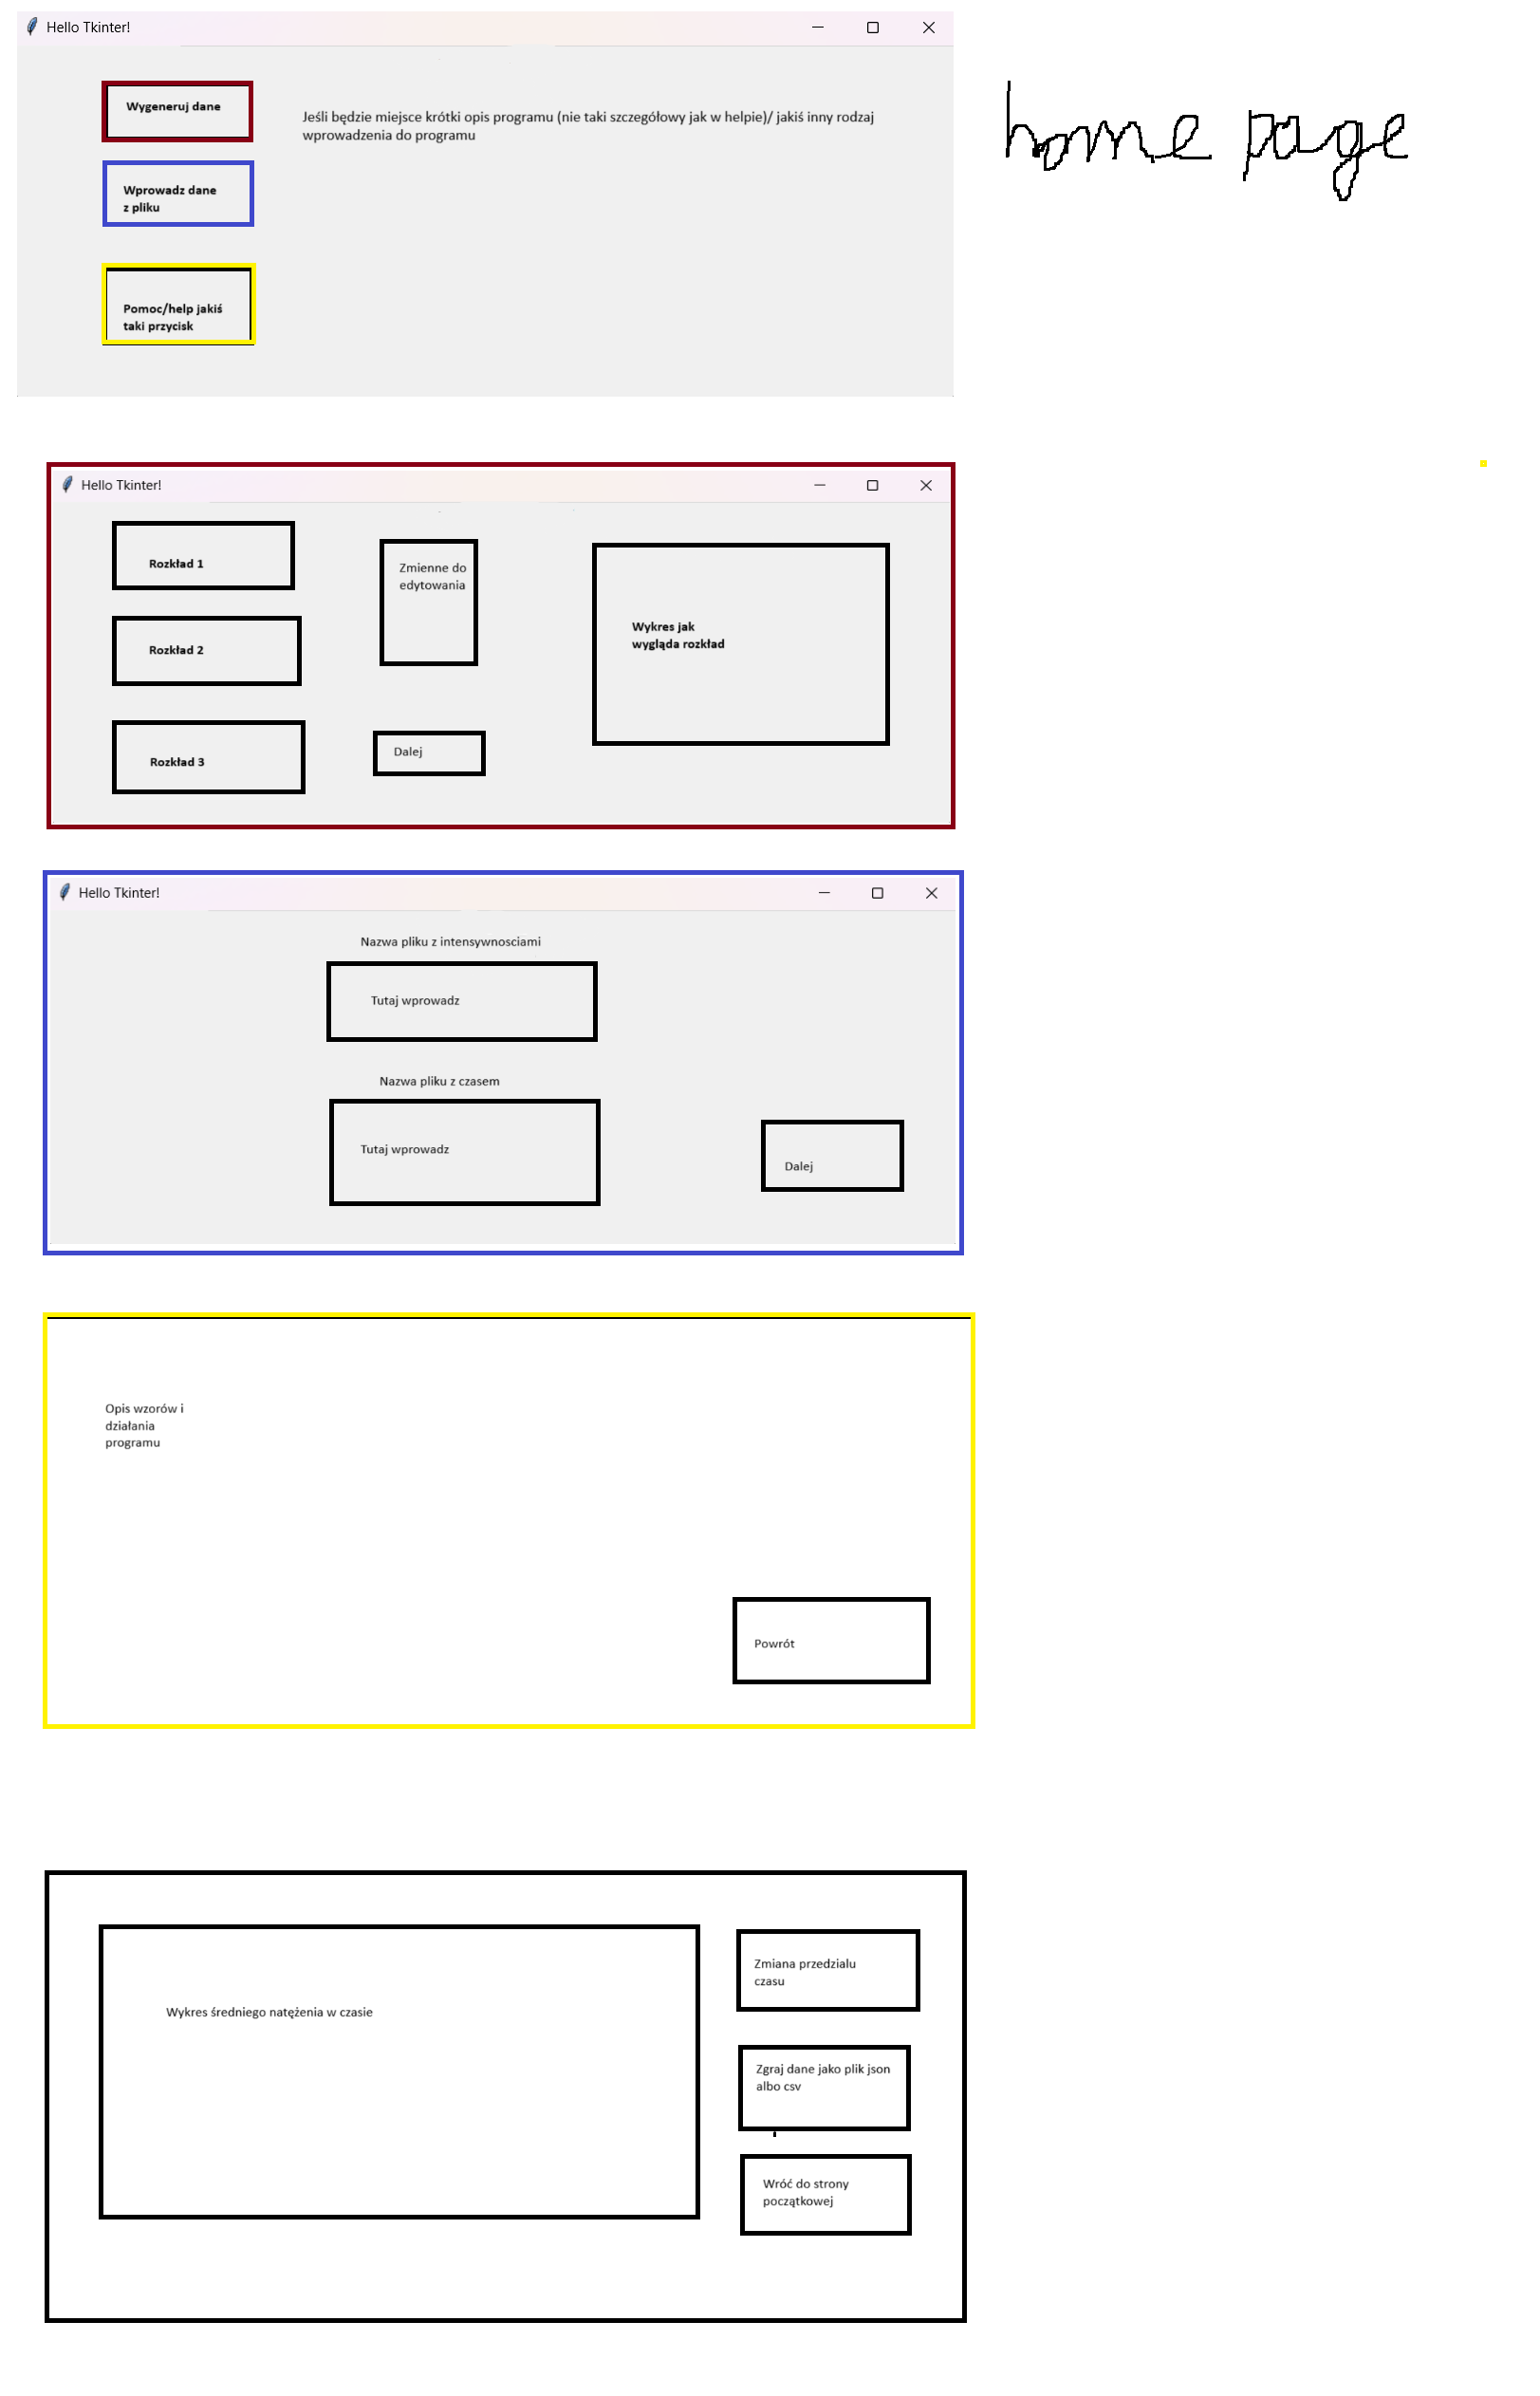 Hello Tkinter!
Wygeneruj dane
Jeśli będzie miejsce krótki opis programu (nie taki szczegółowy jak w helpie)/ jakiś inny rodzaj
wprowadzenia do programu
home page
Wprowadz dane
z pliku
Pomoc/help jakiś
taki przycisk
Hello Tkinter!
Rozkład 1
Rozkład 2
Rozkład 3
Zmienne do
edytowania
Dalej
Wykres jak
wygląda rozkład
Hello Tkinter!
Nazwa pliku z intensywnosciami
Tutaj wprowadz
Nazwa pliku z czasem
Tutaj wprowadz
Dalej
Opis wzorów i
działania
programu
Powrót
Wykres średniego natężenia w czasie
Zmiana przedzialu
czasu
Zgraj dane jako plik json
albo csv
Wróć do strony
początkowej